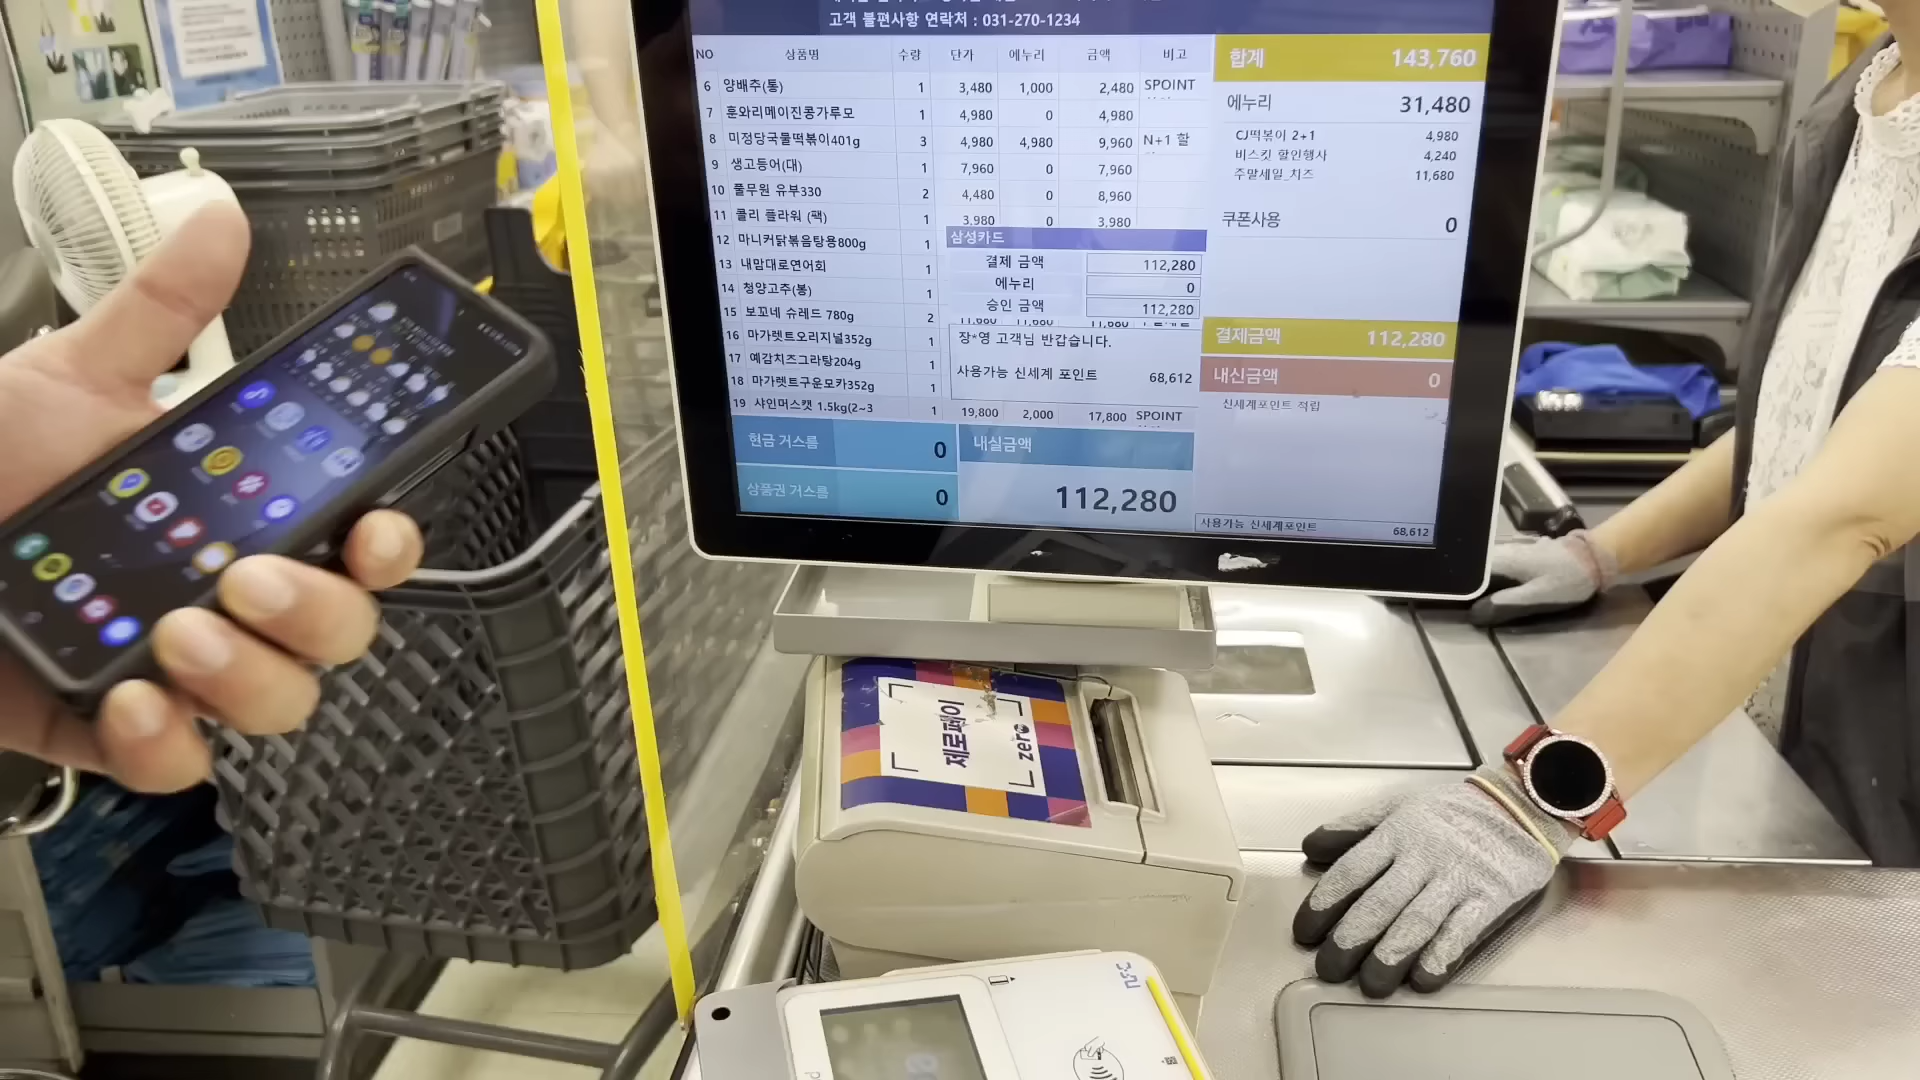 고객 불편사항 연락처 : 031-270-1234
NO 상품명 수량 단가 에누리 금액 비고
6 양배추(통) 1 3,480 1,000 2,480 SPOINT
7 훈와리메이진콩가루모 1 4,980 0 4,980
8 미정당국물떡볶이401g 3 4,980 4,980 9,960 N+1 할
9 생고등어(대) 1 7,960 0 7,960
10 풀무원 유부330 2 4,480 0 8,960
11 콜리 플라워 (팩) 1 3,980 0 3,980
12 마니커닭볶음탕용800g 1
13 내맘대로연어회 1
14 청양고추(봉) 1
15 보꼬네 슈레드 780g 2
16 마가렛트오리지널352g 1
17 예감치즈그라탕204g 1
18 마가렛트구운모카352g 1
19 샤인머스캣 1.5kg(2~3 1 19,800 2,000 17,800 SPOINT
삼성카드
결제 금액 112,280
에누리 0
승인 금액 112,280
장*영 고객님 반갑습니다.
사용가능 신세계 포인트 68,612
현금 거스름 0
상품권 거스름 0
내실금액
112,280
합계 143,760
에누리 31,480
CJ떡볶이 2+1 4,980
비스킷 할인행사 4,240
주말세일_치즈 11,680
쿠폰사용 0
결제금액 112,280
내신금액 0
신세계포인트 적립
사용가능 신세계포인트 68,612
제로페이
zero